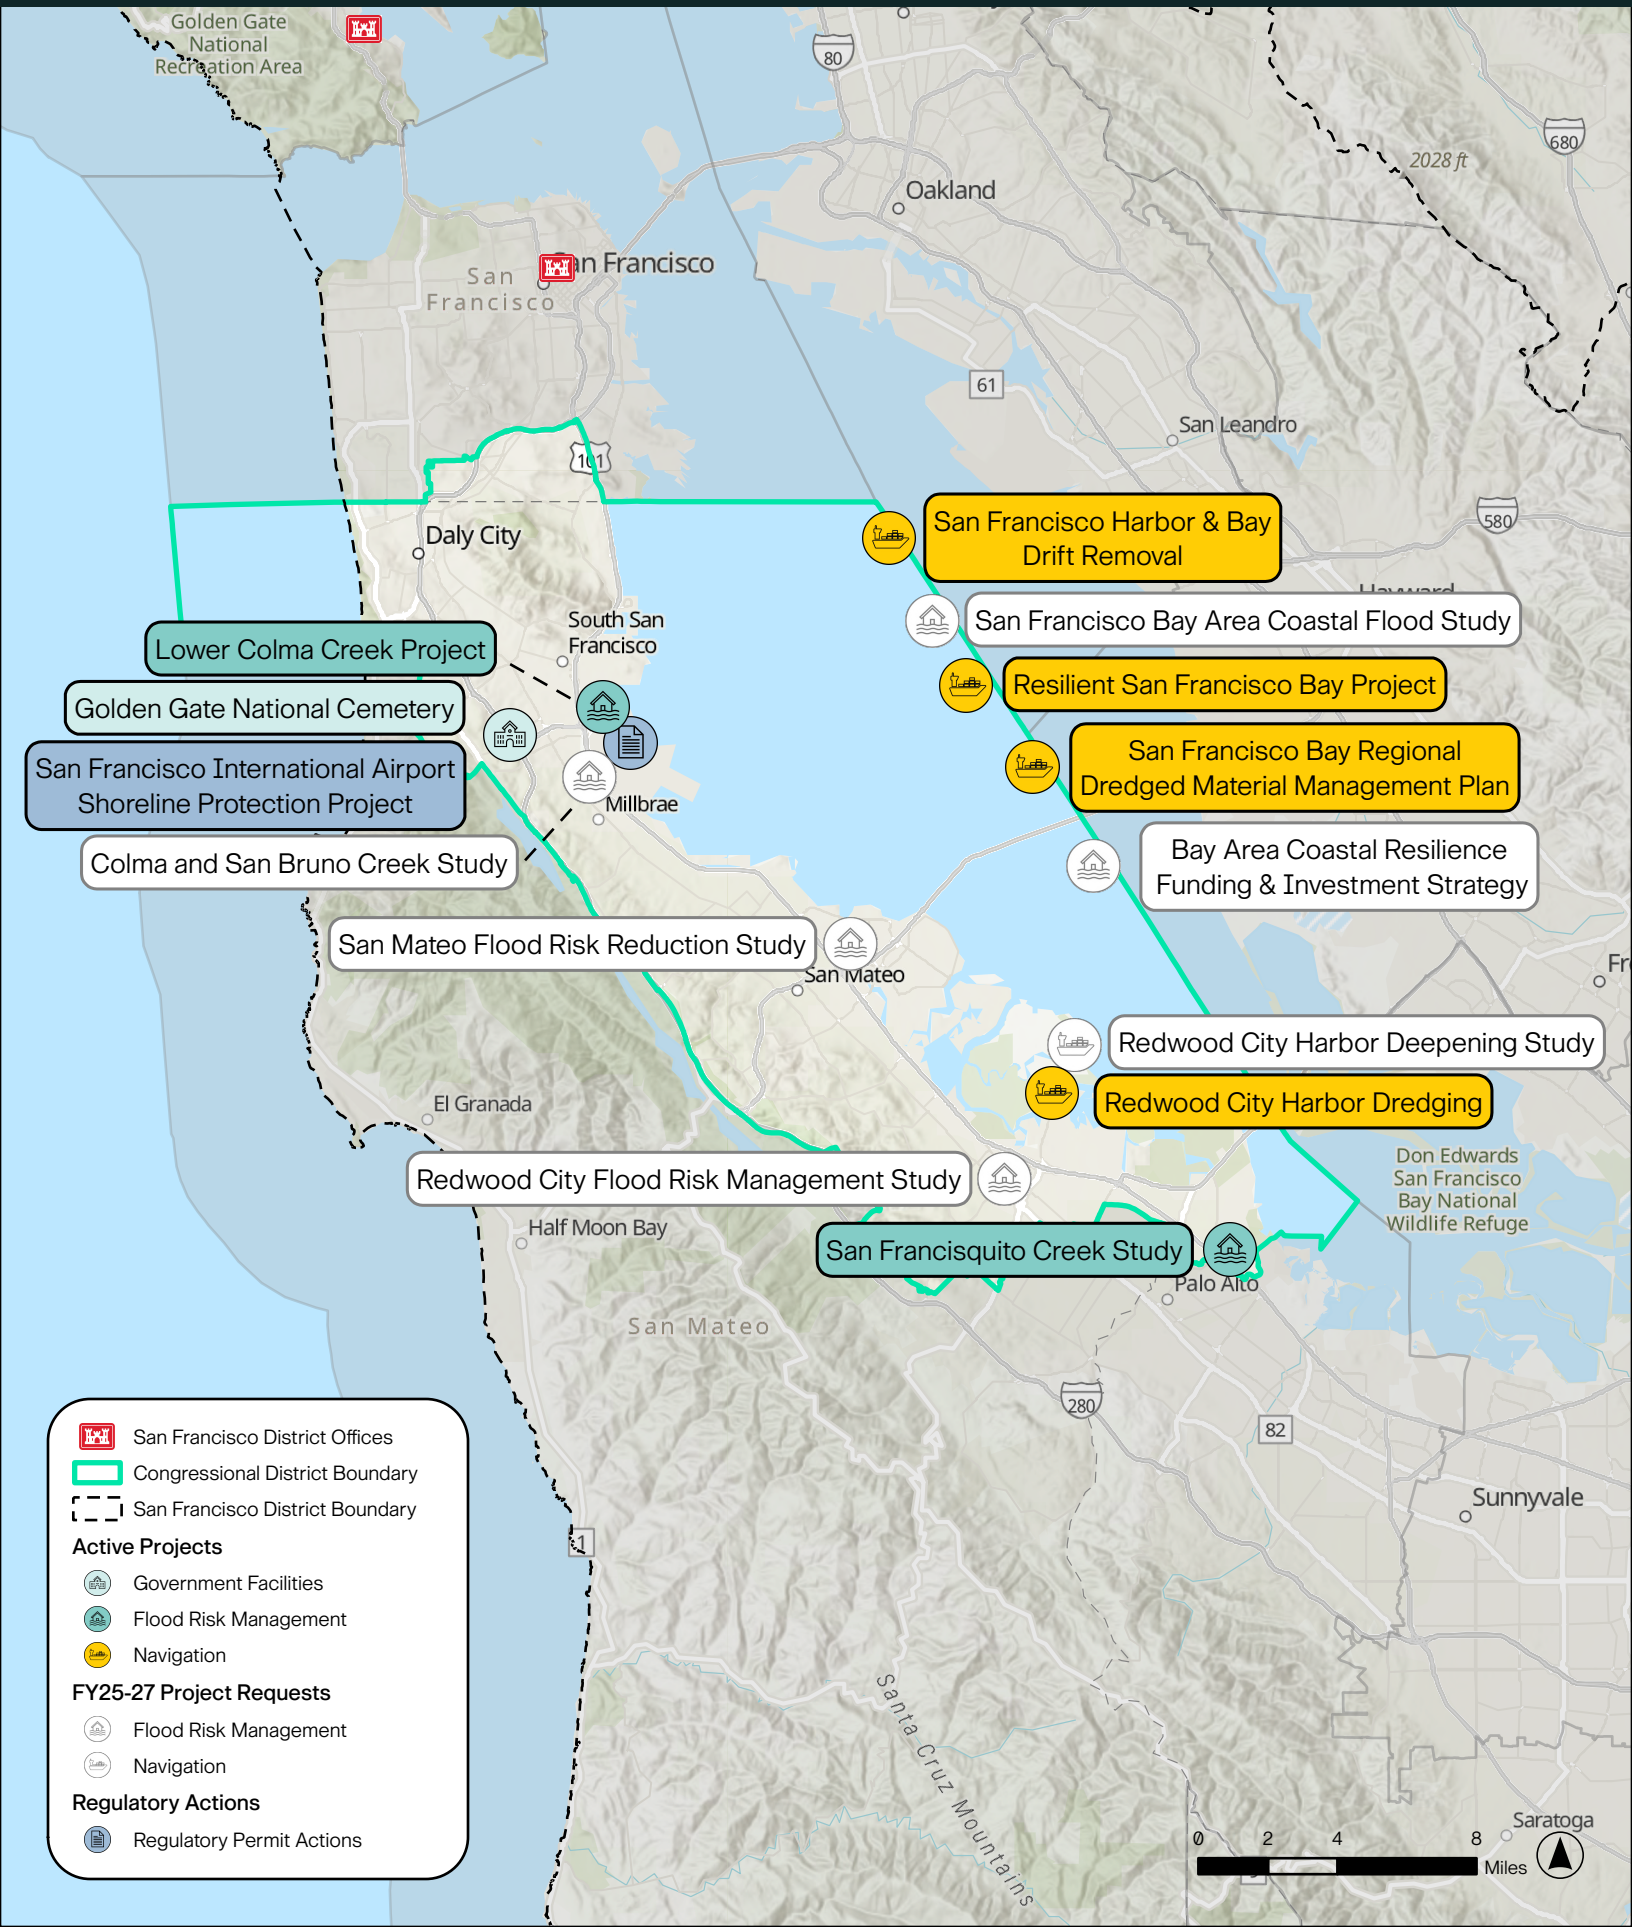 Golden Gate
National
Recreation Area
80
680
2028 ft
Oakland
San Francisco
San
Francisco
61
San Leandro
101
580
Daly City
San Francisco Harbor & Bay
Drift Removal
Hayward
San Francisco Bay Area Coastal Flood Study
South San
Francisco
Lower Colma Creek Project
Resilient San Francisco Bay Project
Golden Gate National Cemetery
San Francisco Bay Regional
Dredged Material Management Plan
San Francisco International Airport
Shoreline Protection Project
Millbrae
Colma and San Bruno Creek Study
Bay Area Coastal Resilience
Funding & Investment Strategy
San Mateo Flood Risk Reduction Study
San Mateo
Fr
Redwood City Harbor Deepening Study
Redwood City Harbor Dredging
El Granada
Don Edwards
San Francisco
Bay National
Wildlife Refuge
Redwood City Flood Risk Management Study
Half Moon Bay
San Francisquito Creek Study
Palo Alto
San Mateo
280
82
Sunnyvale
1
Santa Cruz Mountains
Saratoga
San Francisco District Offices
Congressional District Boundary
San Francisco District Boundary
Active Projects
Government Facilities
Flood Risk Management
Navigation
FY25-27 Project Requests
Flood Risk Management
Navigation
Regulatory Actions
Regulatory Permit Actions
0 2 4 8
Miles